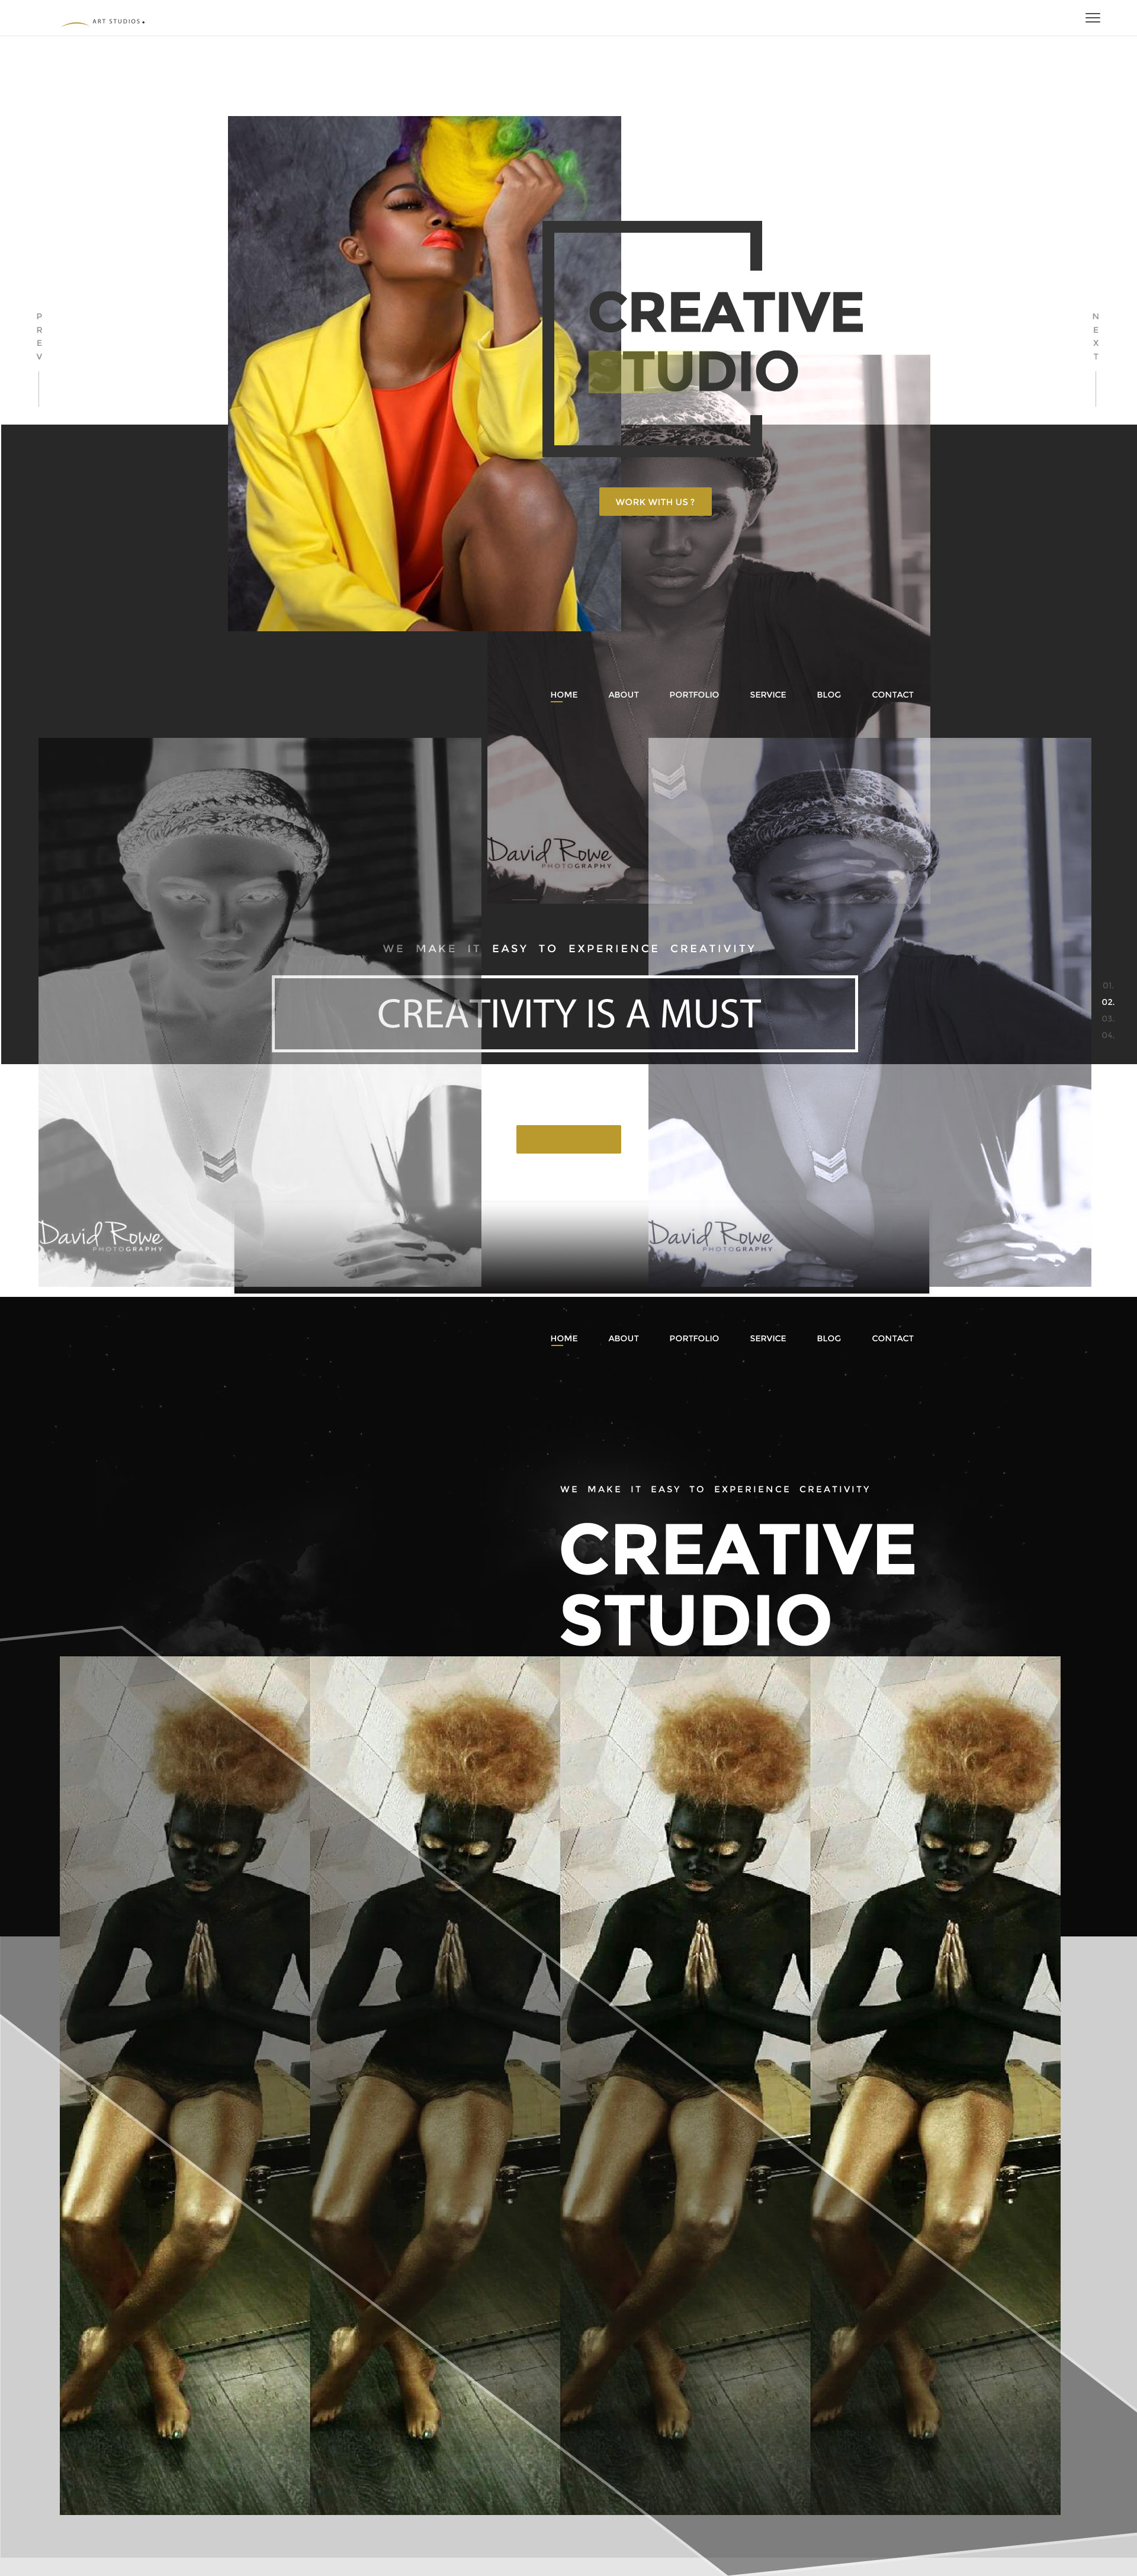 ART STUDIOS.
CREATIVE
STUDIO
PREV
NEXT
WORK WITH US ?
HOME ABOUT PORTFOLIO SERVICE BLOG CONTACT
David Rowe
PHOTOGRAPHY
WE MAKE IT EASY TO EXPERIENCE CREATIVITY
CREATIVITY IS A MUST
01.
02.
03.
04.
David Rowe
PHOTOGRAPHY
David Rowe
PHOTOGRAPHY
HOME ABOUT PORTFOLIO SERVICE BLOG CONTACT
WE MAKE IT EASY TO EXPERIENCE CREATIVITY
CREATIVE
STUDIO